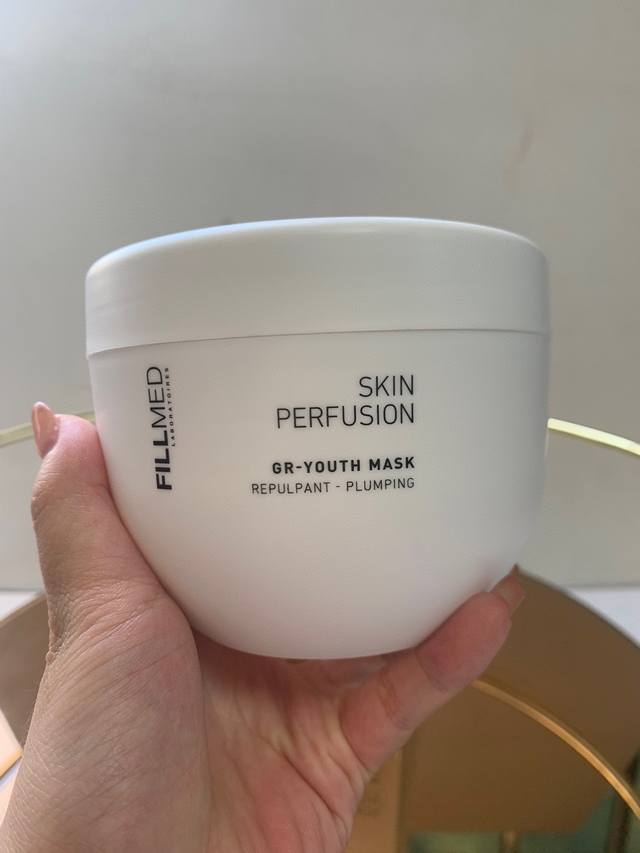 FILLMED
LABORATOIRES
SKIN
PERFUSION
GR-YOUTH MASK
REPULPANT - PLUMPING